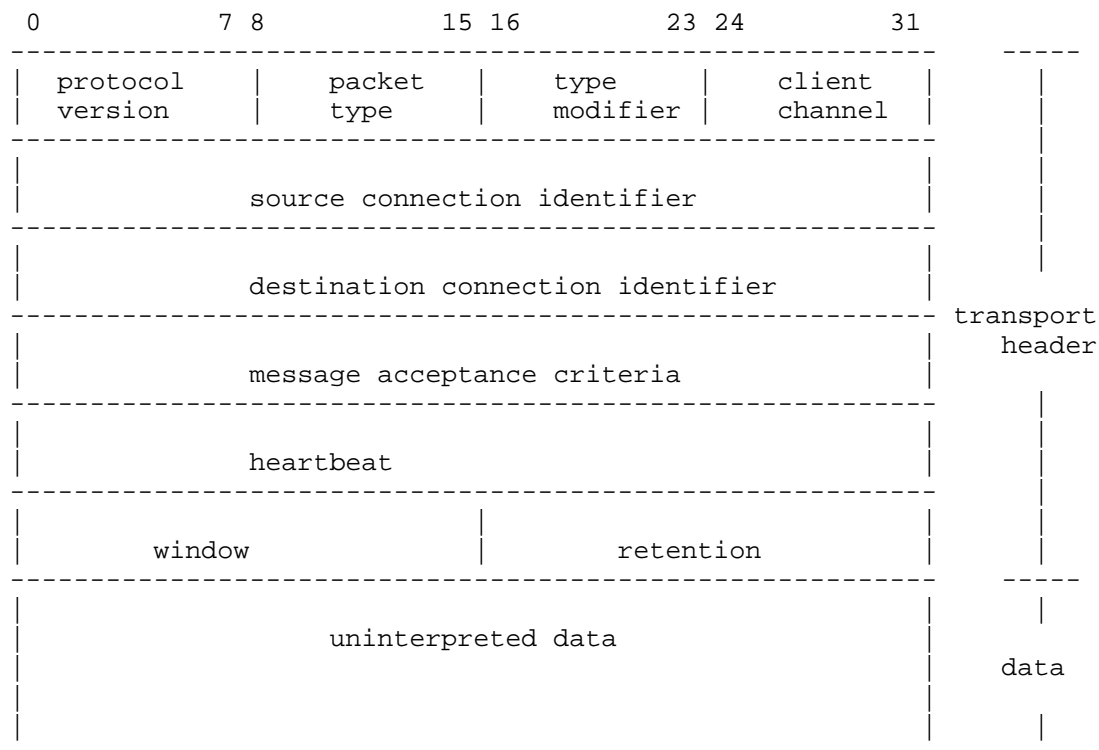 0 7 8 15 16 23 24 31
protocol packet type client
version type modifier channel
source connection identifier
destination connection identifier
transport
header
message acceptance criteria
heartbeat
window retention
uninterpreted data
data